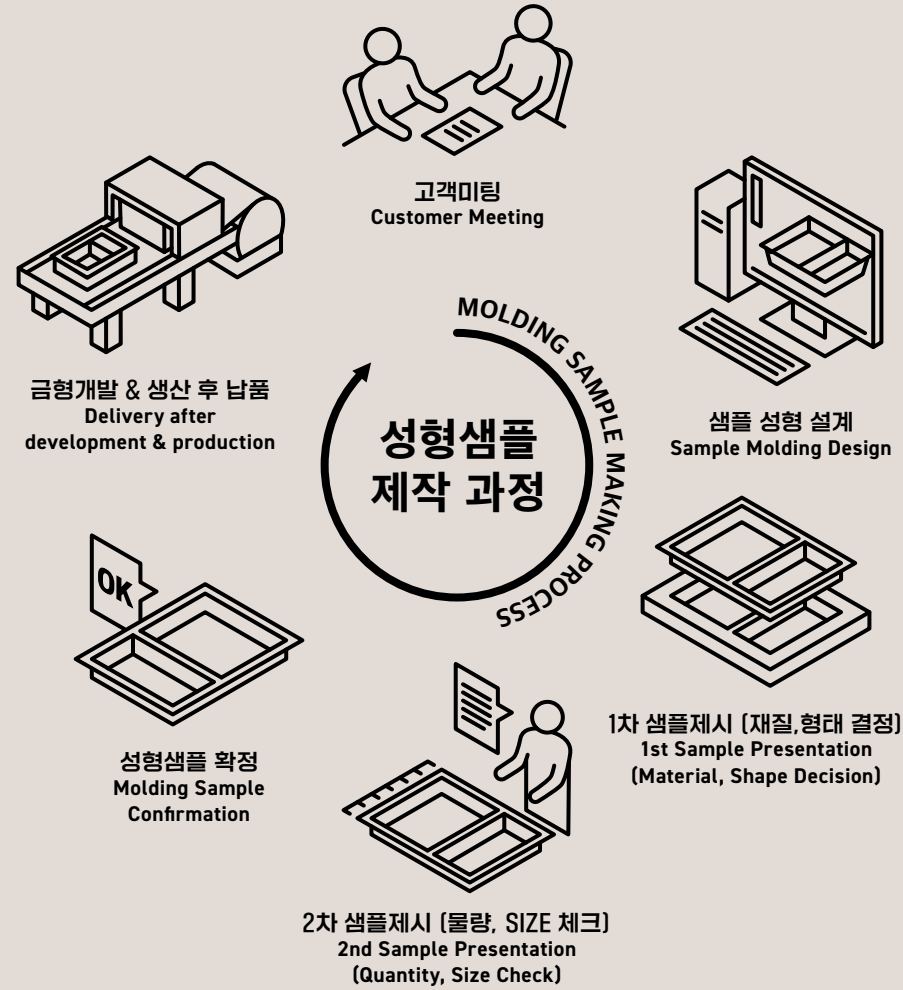 고객미팅
Customer Meeting
샘플 성형 설계
Sample Molding Design
1차 샘플제시 (재질,형태 결정)
1st Sample Presentation
(Material, Shape Decision)
2차 샘플제시 (물량, SIZE 체크)
2nd Sample Presentation
(Quantity, Size Check)
OK
성형샘플 확정
Molding Sample
Confirmation
금형개발 & 생산 후 납품
Delivery after
development & production
MOLDING SAMPLE MAKING PROCESS
성형샘플
제작 과정